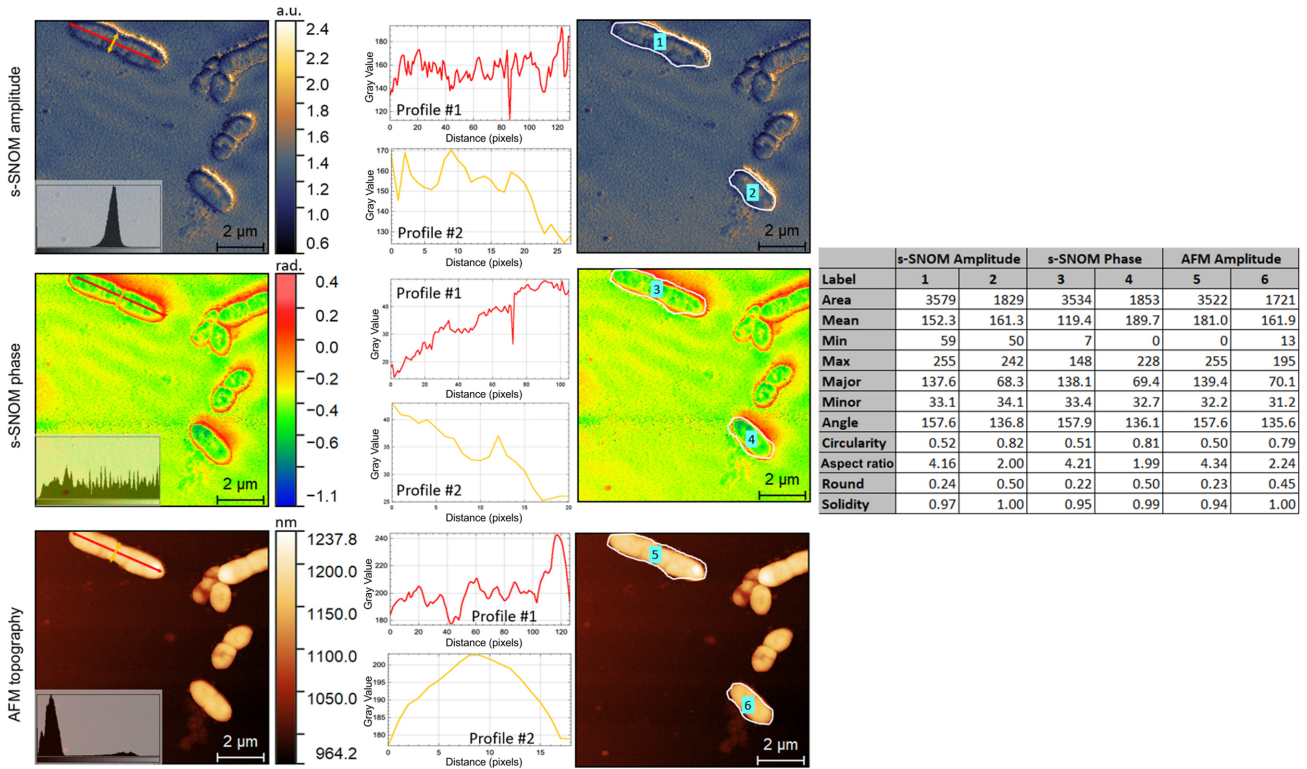 s-SNOM amplitude
a.u.
2.4
2.2
2.0
1.8
1.6
1.4
1.2
1.0
0.8
0.6
2 µm
Gray Value
180
160
140
120
Profile #1
0 20 40 60 80 100 120
Distance (pixels)
Gray Value
170
160
150
140
130
Profile #2
0 5 10 15 20 25
Distance (pixels)
1
2
2 µm
s-SNOM phase
rad.
0.4
0.2
0.0
−0.2
−0.4
−0.6
−0.8
−1.1
2 µm
Gray Value
40
30
20
Profile #1
0 20 40 60 80 100
Distance (pixels)
Gray Value
40
35
30
25
Profile #2
0 5 10 15 20
Distance (pixels)
3
4
2 µm
AFM topography
nm
1237.8
1200.0
1150.0
1100.0
1050.0
964.2
2 µm
Gray Value
240
220
200
180
Profile #1
0 20 40 60 80 100 120
Distance (pixels)
Gray Value
200
195
190
185
180
Profile #2
0 5 10 15
Distance (pixels)
5
6
2 µm
s-SNOM Amplitude s-SNOM Phase AFM Amplitude
Label 1 2 3 4 5 6
Area 3579 1829 3534 1853 3522 1721
Mean 152.3 161.3 119.4 189.7 181.0 161.9
Min 59 50 7 0 0 13
Max 255 242 148 228 255 195
Major 137.6 68.3 138.1 69.4 139.4 70.1
Minor 33.1 34.1 33.4 32.7 32.2 31.2
Angle 157.6 136.8 157.9 136.1 157.6 135.6
Circularity 0.52 0.82 0.51 0.81 0.50 0.79
Aspect ratio 4.16 2.00 4.21 1.99 4.34 2.24
Round 0.24 0.50 0.22 0.50 0.23 0.45
Solidity 0.97 1.00 0.95 0.99 0.94 1.00